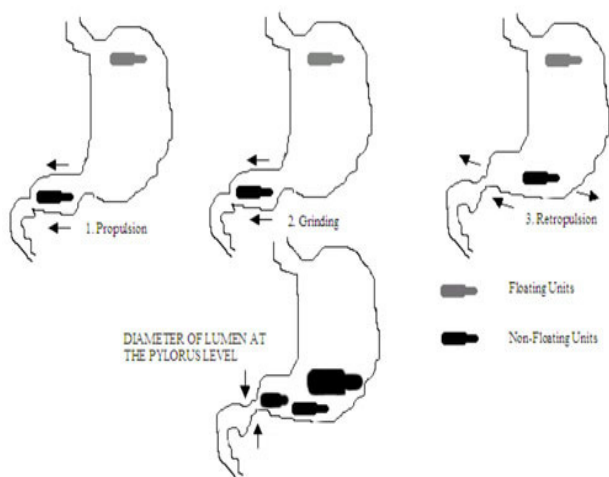 1. Propulsion
2. Grinding
3. Retropulsion
Floating Units
Non-Floating Units
DIAMETER OF LUMEN AT
THE PYLORUS LEVEL